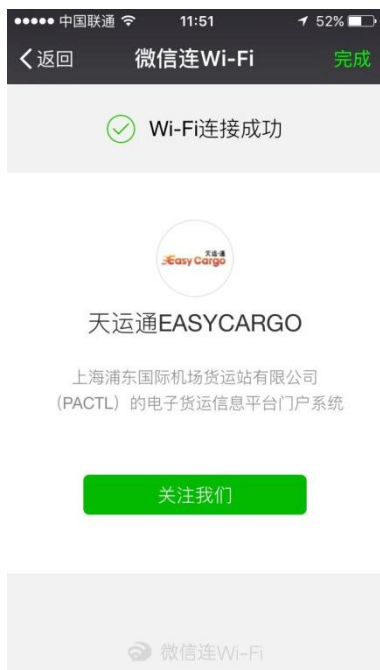 中国联通 11:51 52%
返回 微信连Wi-Fi 完成
Wi-Fi连接成功
天运通
Easy Cargo
天运通EASYCARGO
上海浦东国际机场货运站有限公司
(PACTL) 的电子货运信息平台门户系统
关注我们
微信连Wi-Fi